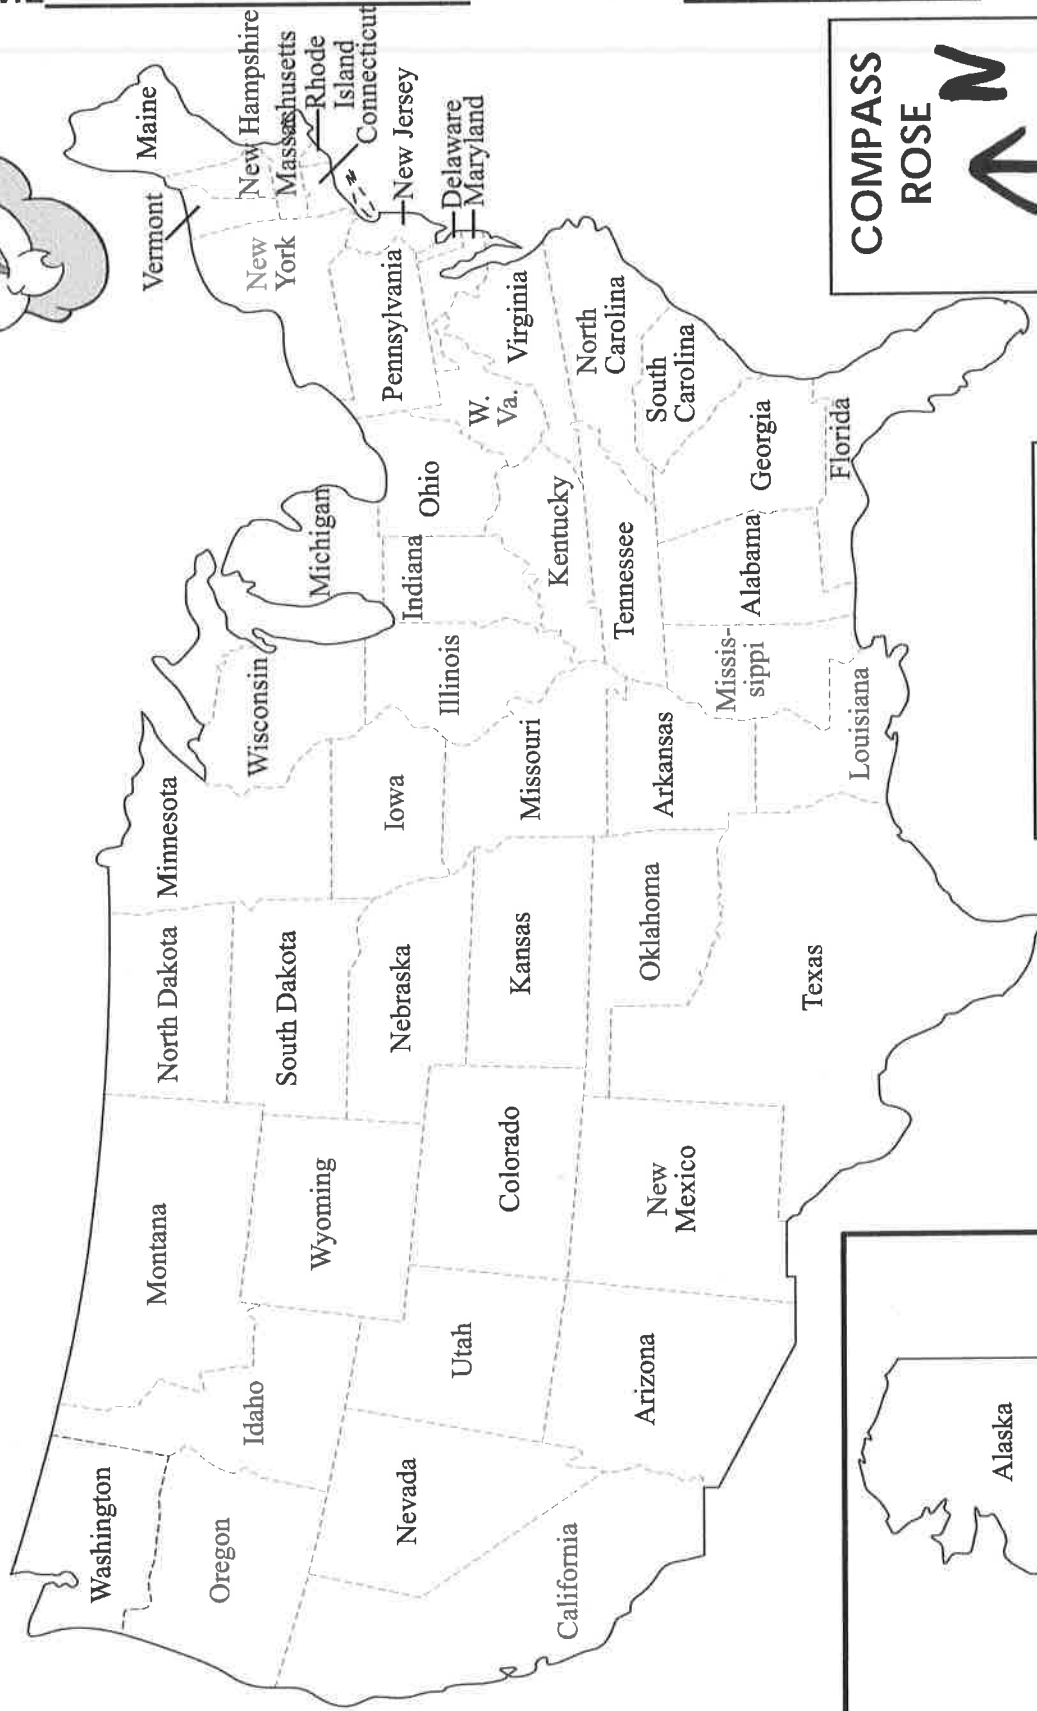 Washington
Oregon
California
Nevada
Idaho
Montana
Wyoming
Utah
Arizona
Colorado
New
Mexico
North Dakota
South Dakota
Nebraska
Kansas
Oklahoma
Texas
Minnesota
Iowa
Missouri
Arkansas
Louisiana
Wisconsin
Illinois
Missis-
sippi
Michigan
Indiana
Ohio
Kentucky
Tennessee
Alabama
Georgia
Florida
South
Carolina
North
Carolina
Virginia
W.
Va.
Pennsylvania
New
York
Vermont
Maine
New Hampshire
Massachusetts
Rhode
Island
Connecticut
New Jersey
Delaware
Maryland
Alaska
COMPASS
ROSE
N